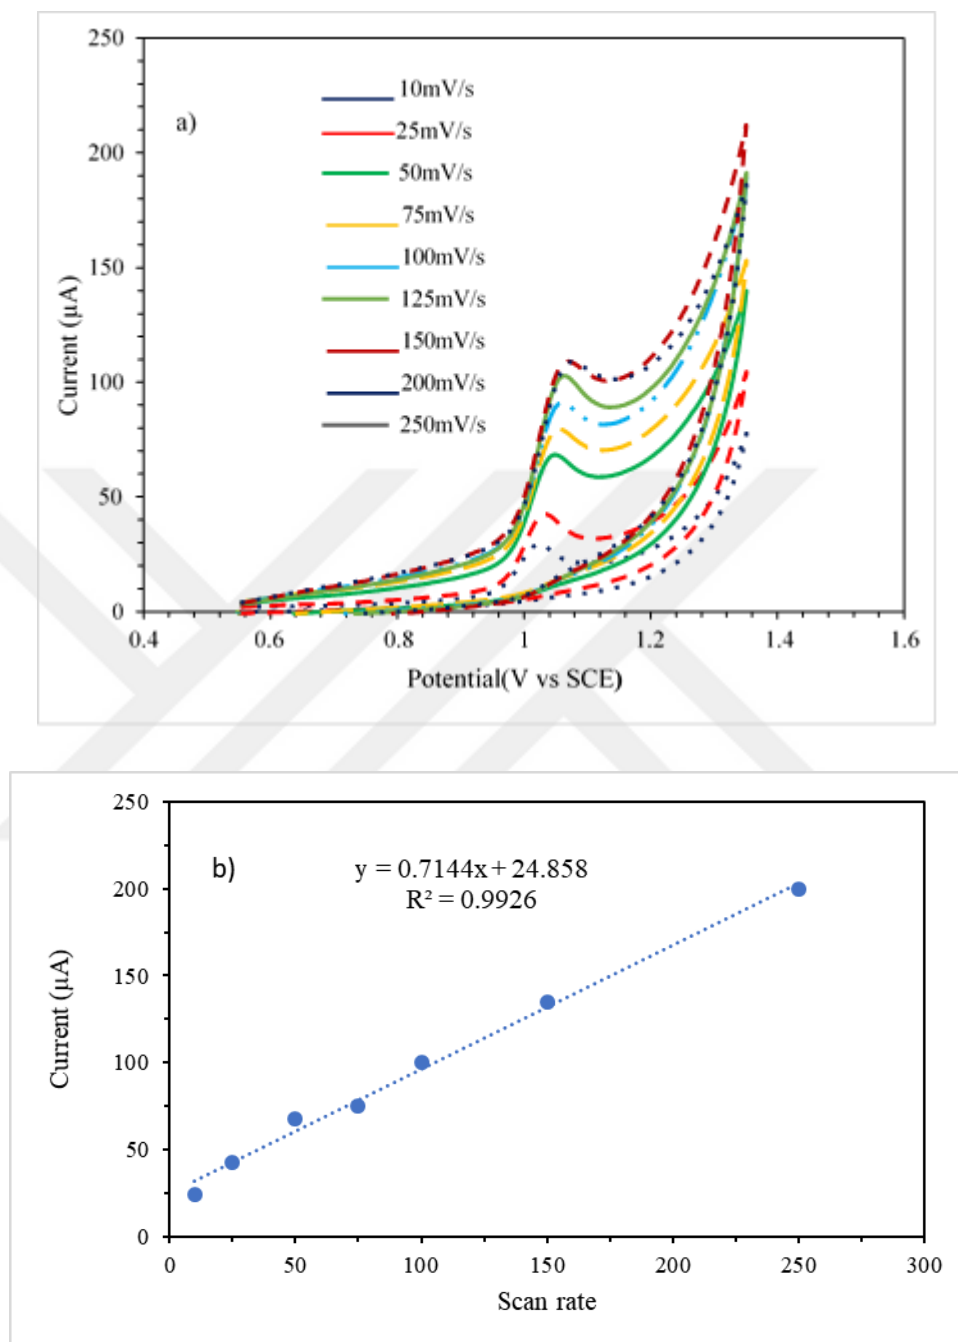 250
200
150
100
50
0
Current (µA)
a)
10mV/s
25mV/s
50mV/s
75mV/s
100mV/s
125mV/s
150mV/s
200mV/s
250mV/s
0.4 0.6 0.8 1 1.2 1.4 1.6
Potential(V vs SCE)
250
200
150
100
50
0
Current (µA)
b)
y = 0.7144x + 24.858
R² = 0.9926
0 50 100 150 200 250 300
Scan rate